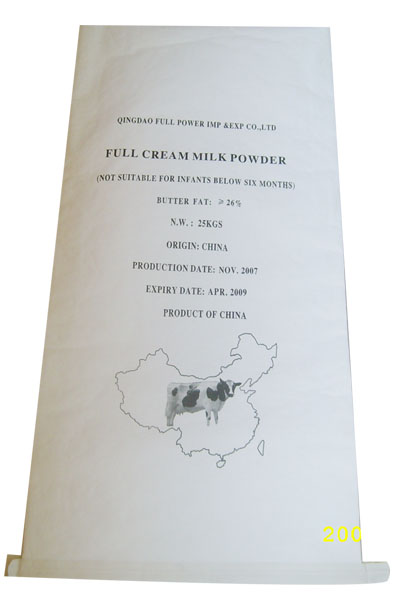 QINGDAO FULL POWER IMP &EXP CO.,LTD
FULL CREAM MILK POWDER
(NOT SUITABLE FOR INFANTS BELOW SIX MONTHS)
BUTTER FAT: ≥26%
N.W. : 25KGS
ORIGIN: CHINA
PRODUCTION DATE: NOV. 2007
EXPIRY DATE: APR. 2009
PRODUCT OF CHINA
200